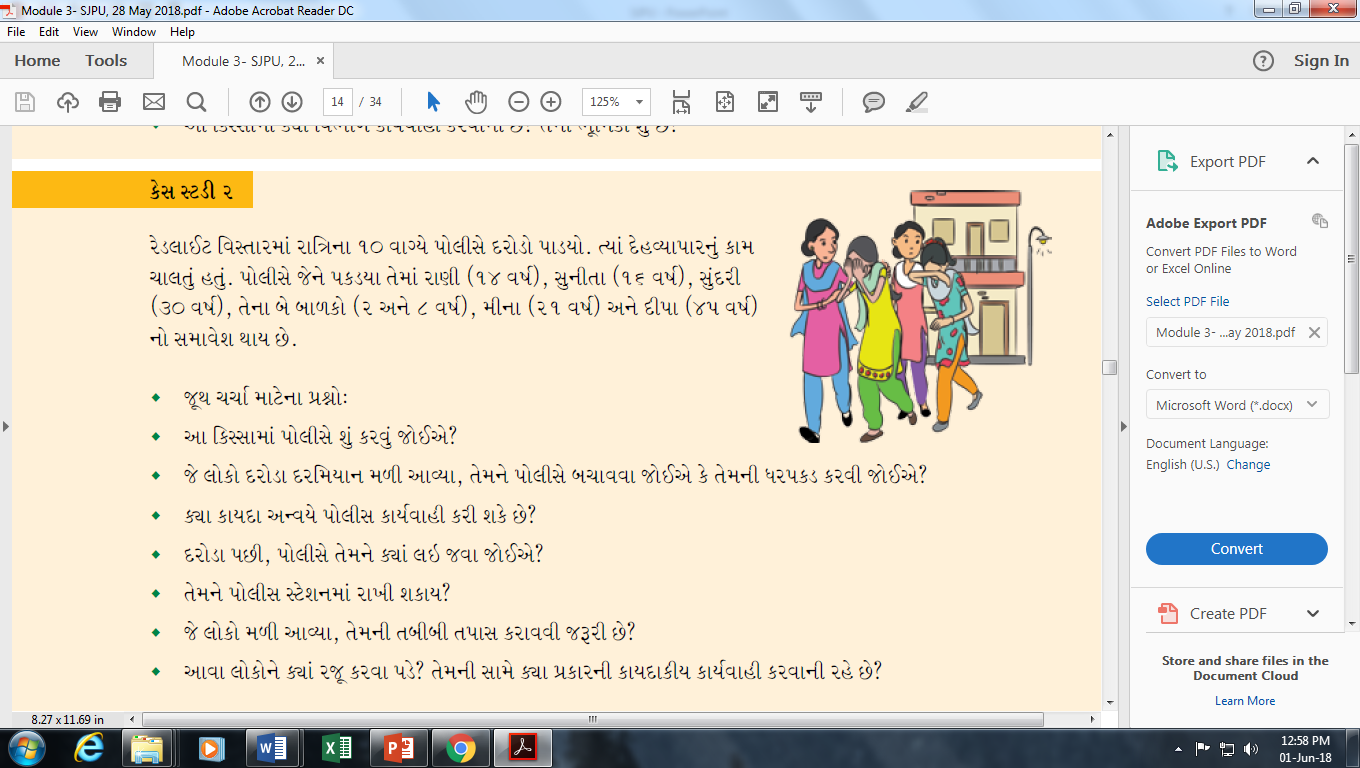 Module 3- SJPU, 28 May 2018.pdf - Adobe Acrobat Reader DC
File Edit View Window Help
Home Tools Module 3- SJPU, 2... × Sign In
14 / 34 125%
કેસ સ્ટડી ૨
રેડલાઈટ વિસ્તારમાં રાત્રિના ૧૦ વાગ્યે પોલીસે દરોડો પાડયો. ત્યાં દેહવ્યાપારનું કામ
ચાલતું હતું. પોલીસે જેને પકડયા તેમાં રાણી (૧૪ વર્ષ), સુનીતા (૧૬ વર્ષ), સુંદરી
(૩૦ વર્ષ), તેના બે બાળકો (૨ અને ૮ વર્ષ), મીના (૨૧ વર્ષ) અને દીપા (૪૫ વર્ષ)
નો સમાવેશ થાય છે.
જૂથ ચર્ચા માટેના પ્રશ્નો:
આ કિસ્સામાં પોલીસે શું કરવું જોઈએ?
જે લોકો દરોડા દરમિયાન મળી આવ્યા, તેમને પોલીસે બચાવવા જોઈએ કે તેમની ધરપકડ કરવી જોઈએ?
ક્યા કાયદા અન્વયે પોલીસ કાર્યવાહી કરી શકે છે?
દરોડા પછી, પોલીસે તેમને ક્યાં લઇ જવા જોઈએ?
તેમને પોલીસ સ્ટેશનમાં રાખી શકાય?
જે લોકો મળી આવ્યા, તેમની તબીબી તપાસ કરાવવી જરૂરી છે?
આવા લોકોને ક્યાં રજૂ કરવા પડે? તેમની સામે ક્યા પ્રકારની કાયદાકીય કાર્યવાહી કરવાની રહે છે?
8.27 x 11.69 in
Export PDF
Adobe Export PDF
Convert PDF Files to Word
or Excel Online
Select PDF File
Module 3- ...ay 2018.pdf ×
Convert to
Microsoft Word (*.docx)
Document Language:
English (U.S.) Change
Convert
Create PDF
Store and share files in the
Document Cloud
Learn More
12:58 PM
01-Jun-18